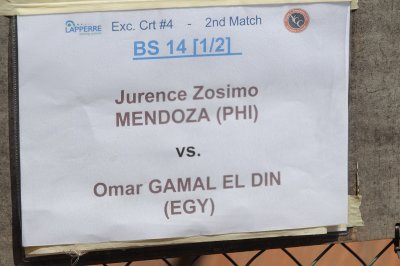 LAPPERRE Exc. Crt #4 - 2nd Match
BS 14 [1/2]
Jurence Zosimo
MENDOZA (PHI)
vs.
Omar GAMAL EL DIN
(EGY)